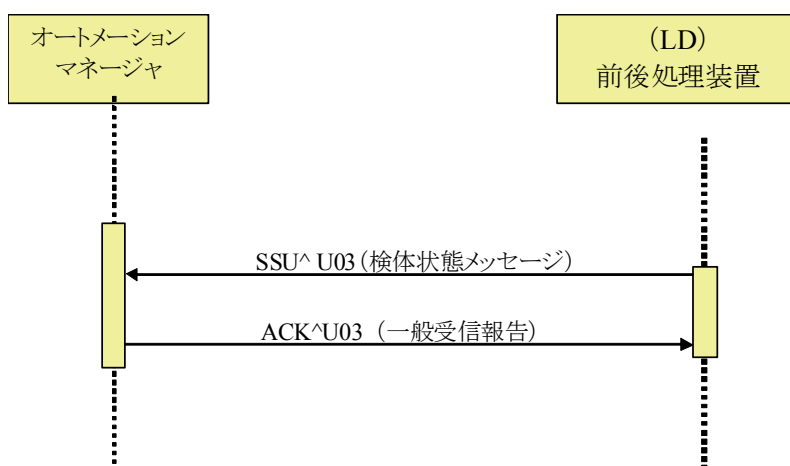 オートメーション
マネージャ
(LD)
前後処理装置
SSU^ U03(検体状態メッセージ)
ACK^U03 (一般受信報告)